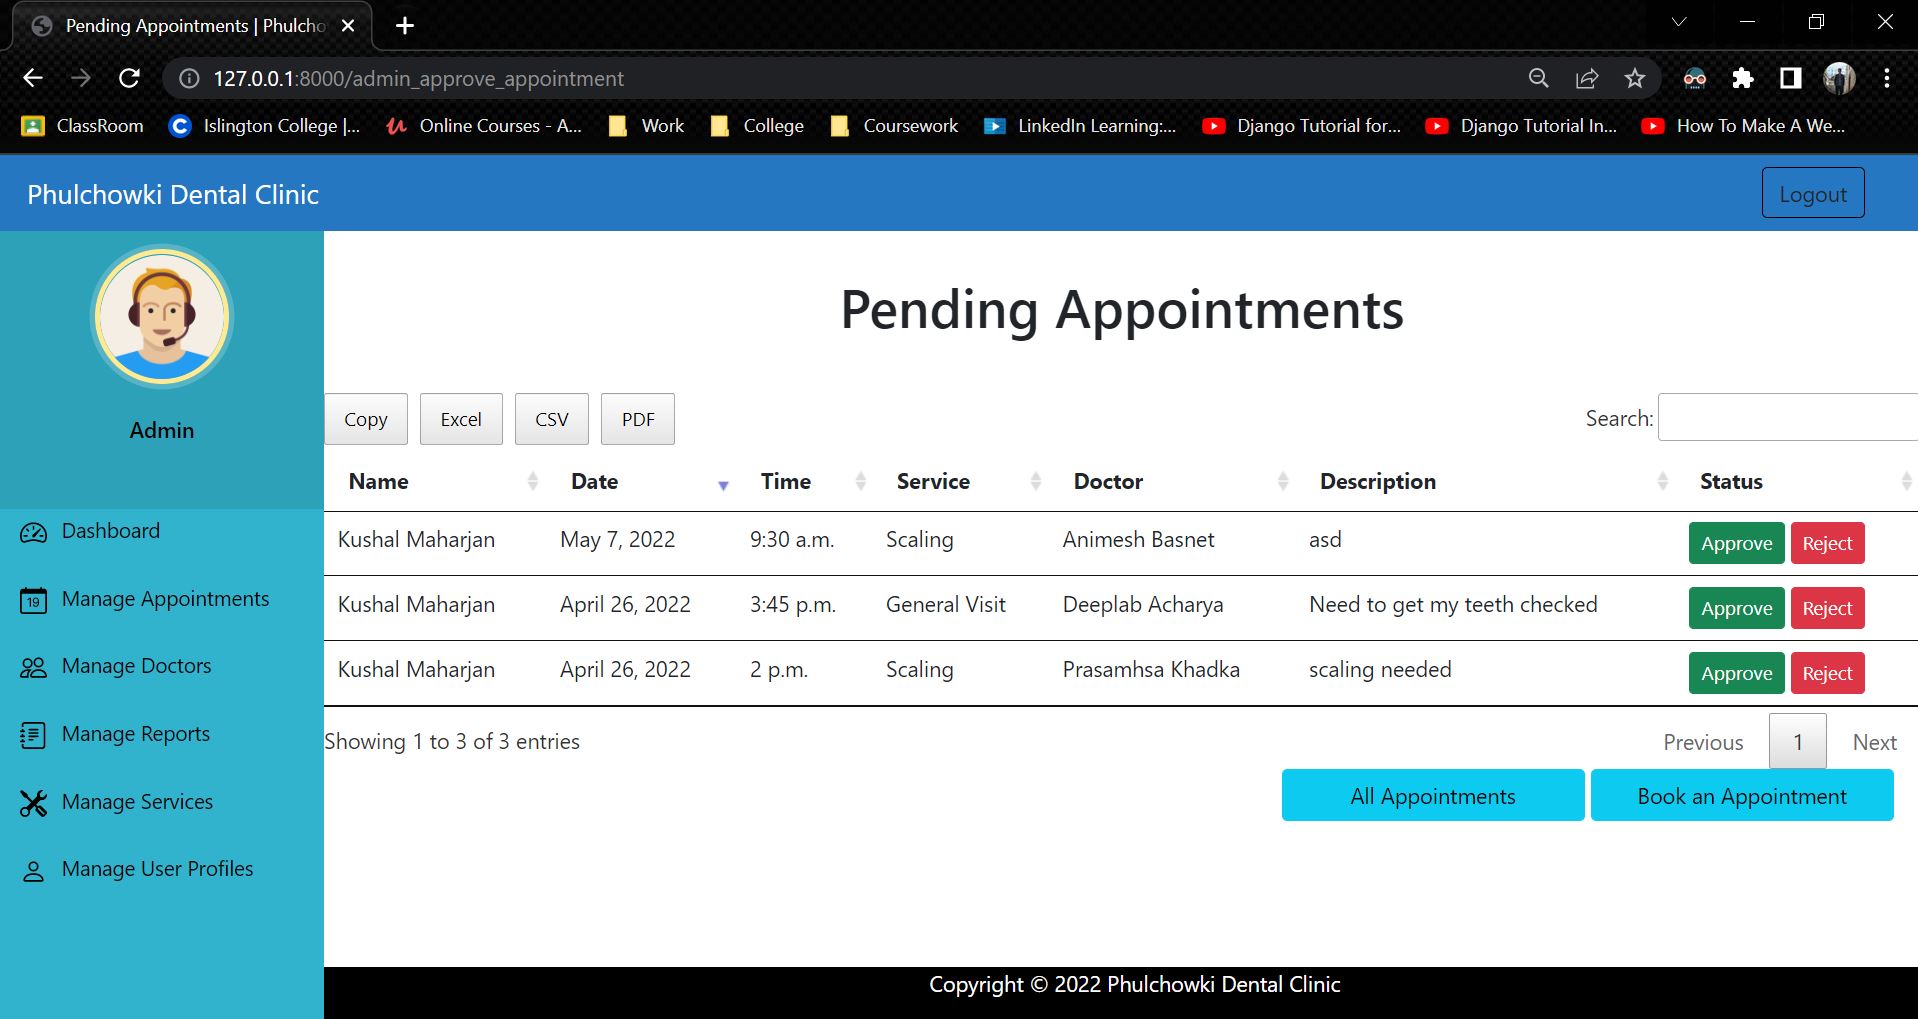 Pending Appointments | Phulcho
127.0.0.1:8000/admin_approve_appointment
ClassRoom Islington College |... Online Courses - A... Work College Coursework LinkedIn Learning:... Django Tutorial for... Django Tutorial In... How To Make A We...
Phulchowki Dental Clinic Logout
Admin
Dashboard
19 Manage Appointments
Manage Doctors
Manage Reports
Manage Services
Manage User Profiles
Pending Appointments
Copy Excel CSV PDF Search:
Name Date Time Service Doctor Description Status
Kushal Maharjan May 7, 2022 9:30 a.m. Scaling Animesh Basnet asd Approve Reject
Kushal Maharjan April 26, 2022 3:45 p.m. General Visit Deeplab Acharya Need to get my teeth checked Approve Reject
Kushal Maharjan April 26, 2022 2 p.m. Scaling Prasamhsa Khadka scaling needed Approve Reject
Showing 1 to 3 of 3 entries Previous 1 Next
All Appointments Book an Appointment
Copyright © 2022 Phulchowki Dental Clinic